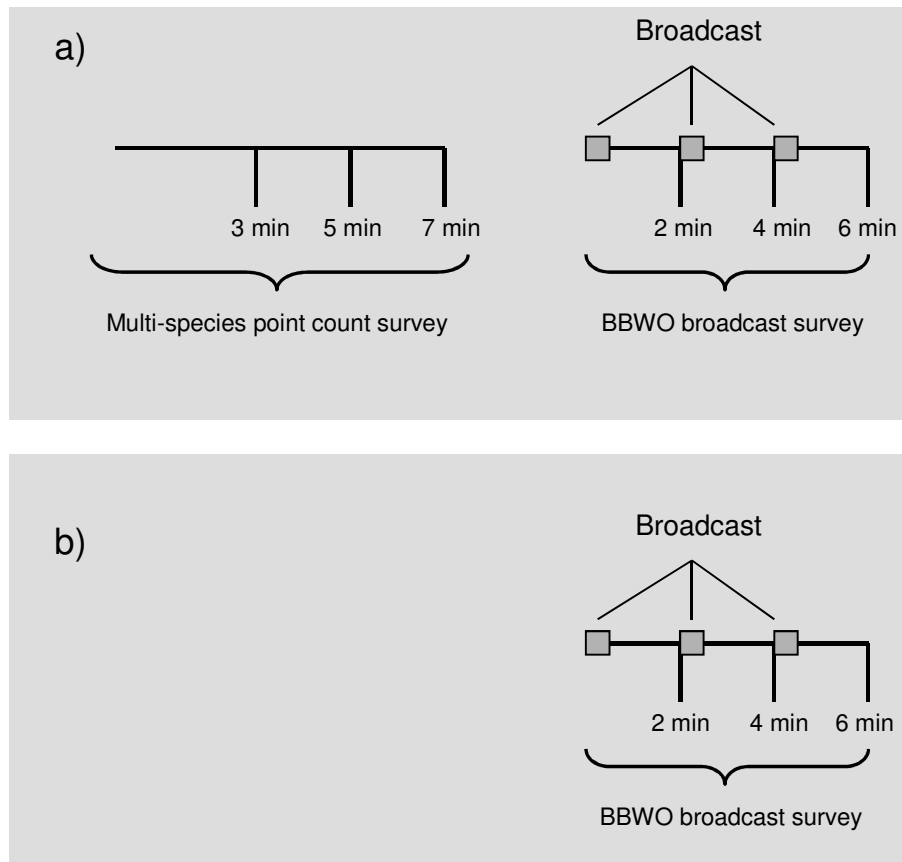 a)
Broadcast
3 min 5 min 7 min
2 min 4 min 6 min
Multi-species point count survey
BBWO broadcast survey
b)
Broadcast
2 min 4 min 6 min
BBWO broadcast survey